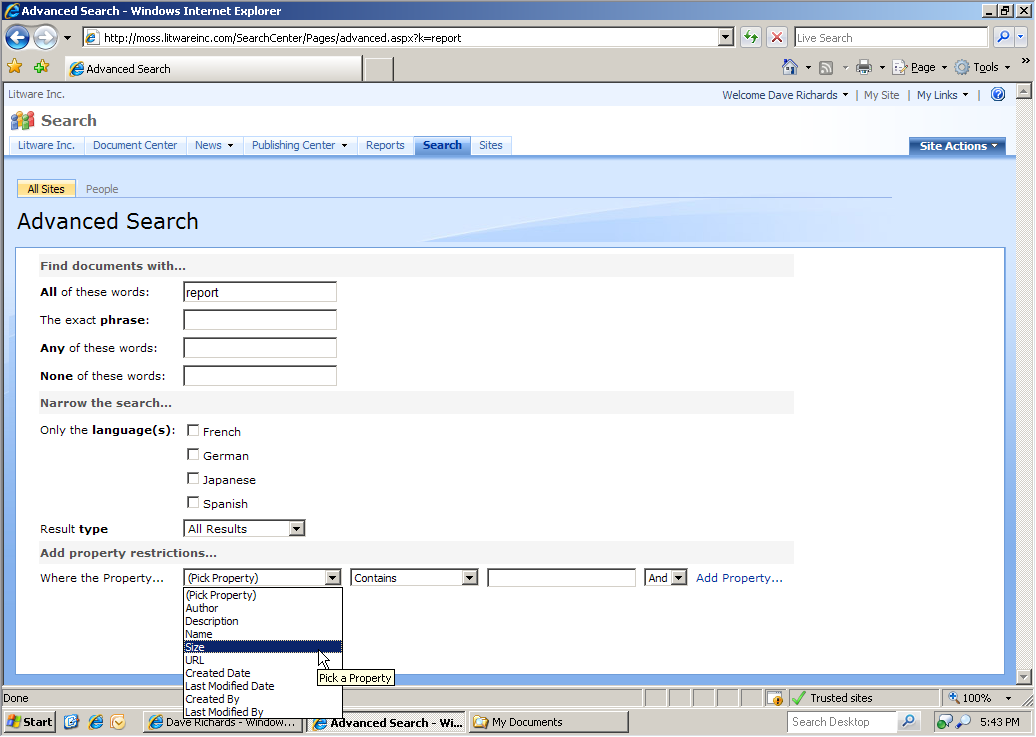 Advanced Search - Windows Internet Explorer
http://moss.litwareinc.com/SearchCenter/Pages/advanced.aspx?k=report
Live Search
Advanced Search
Page
Tools
Litware Inc.
Welcome Dave Richards | My Site | My Links |
Search
Litware Inc. Document Center News Publishing Center Reports Search Sites
Site Actions
All Sites People
Advanced Search
Find documents with...
All of these words: report
The exact phrase:
Any of these words:
None of these words:
Narrow the search...
Only the language(s): French
German
Japanese
Spanish
Result type All Results
Add property restrictions...
Where the Property... (Pick Property) Contains And Add Property...
(Pick Property)
Author
Description
Name
Size
URL
Created Date
Last Modified Date
Created By
Last Modified By
Pick a Property
Done
Trusted sites
100%
Start
Dave Richards - Window...
Advanced Search - Wi...
My Documents
Search Desktop
5:43 PM